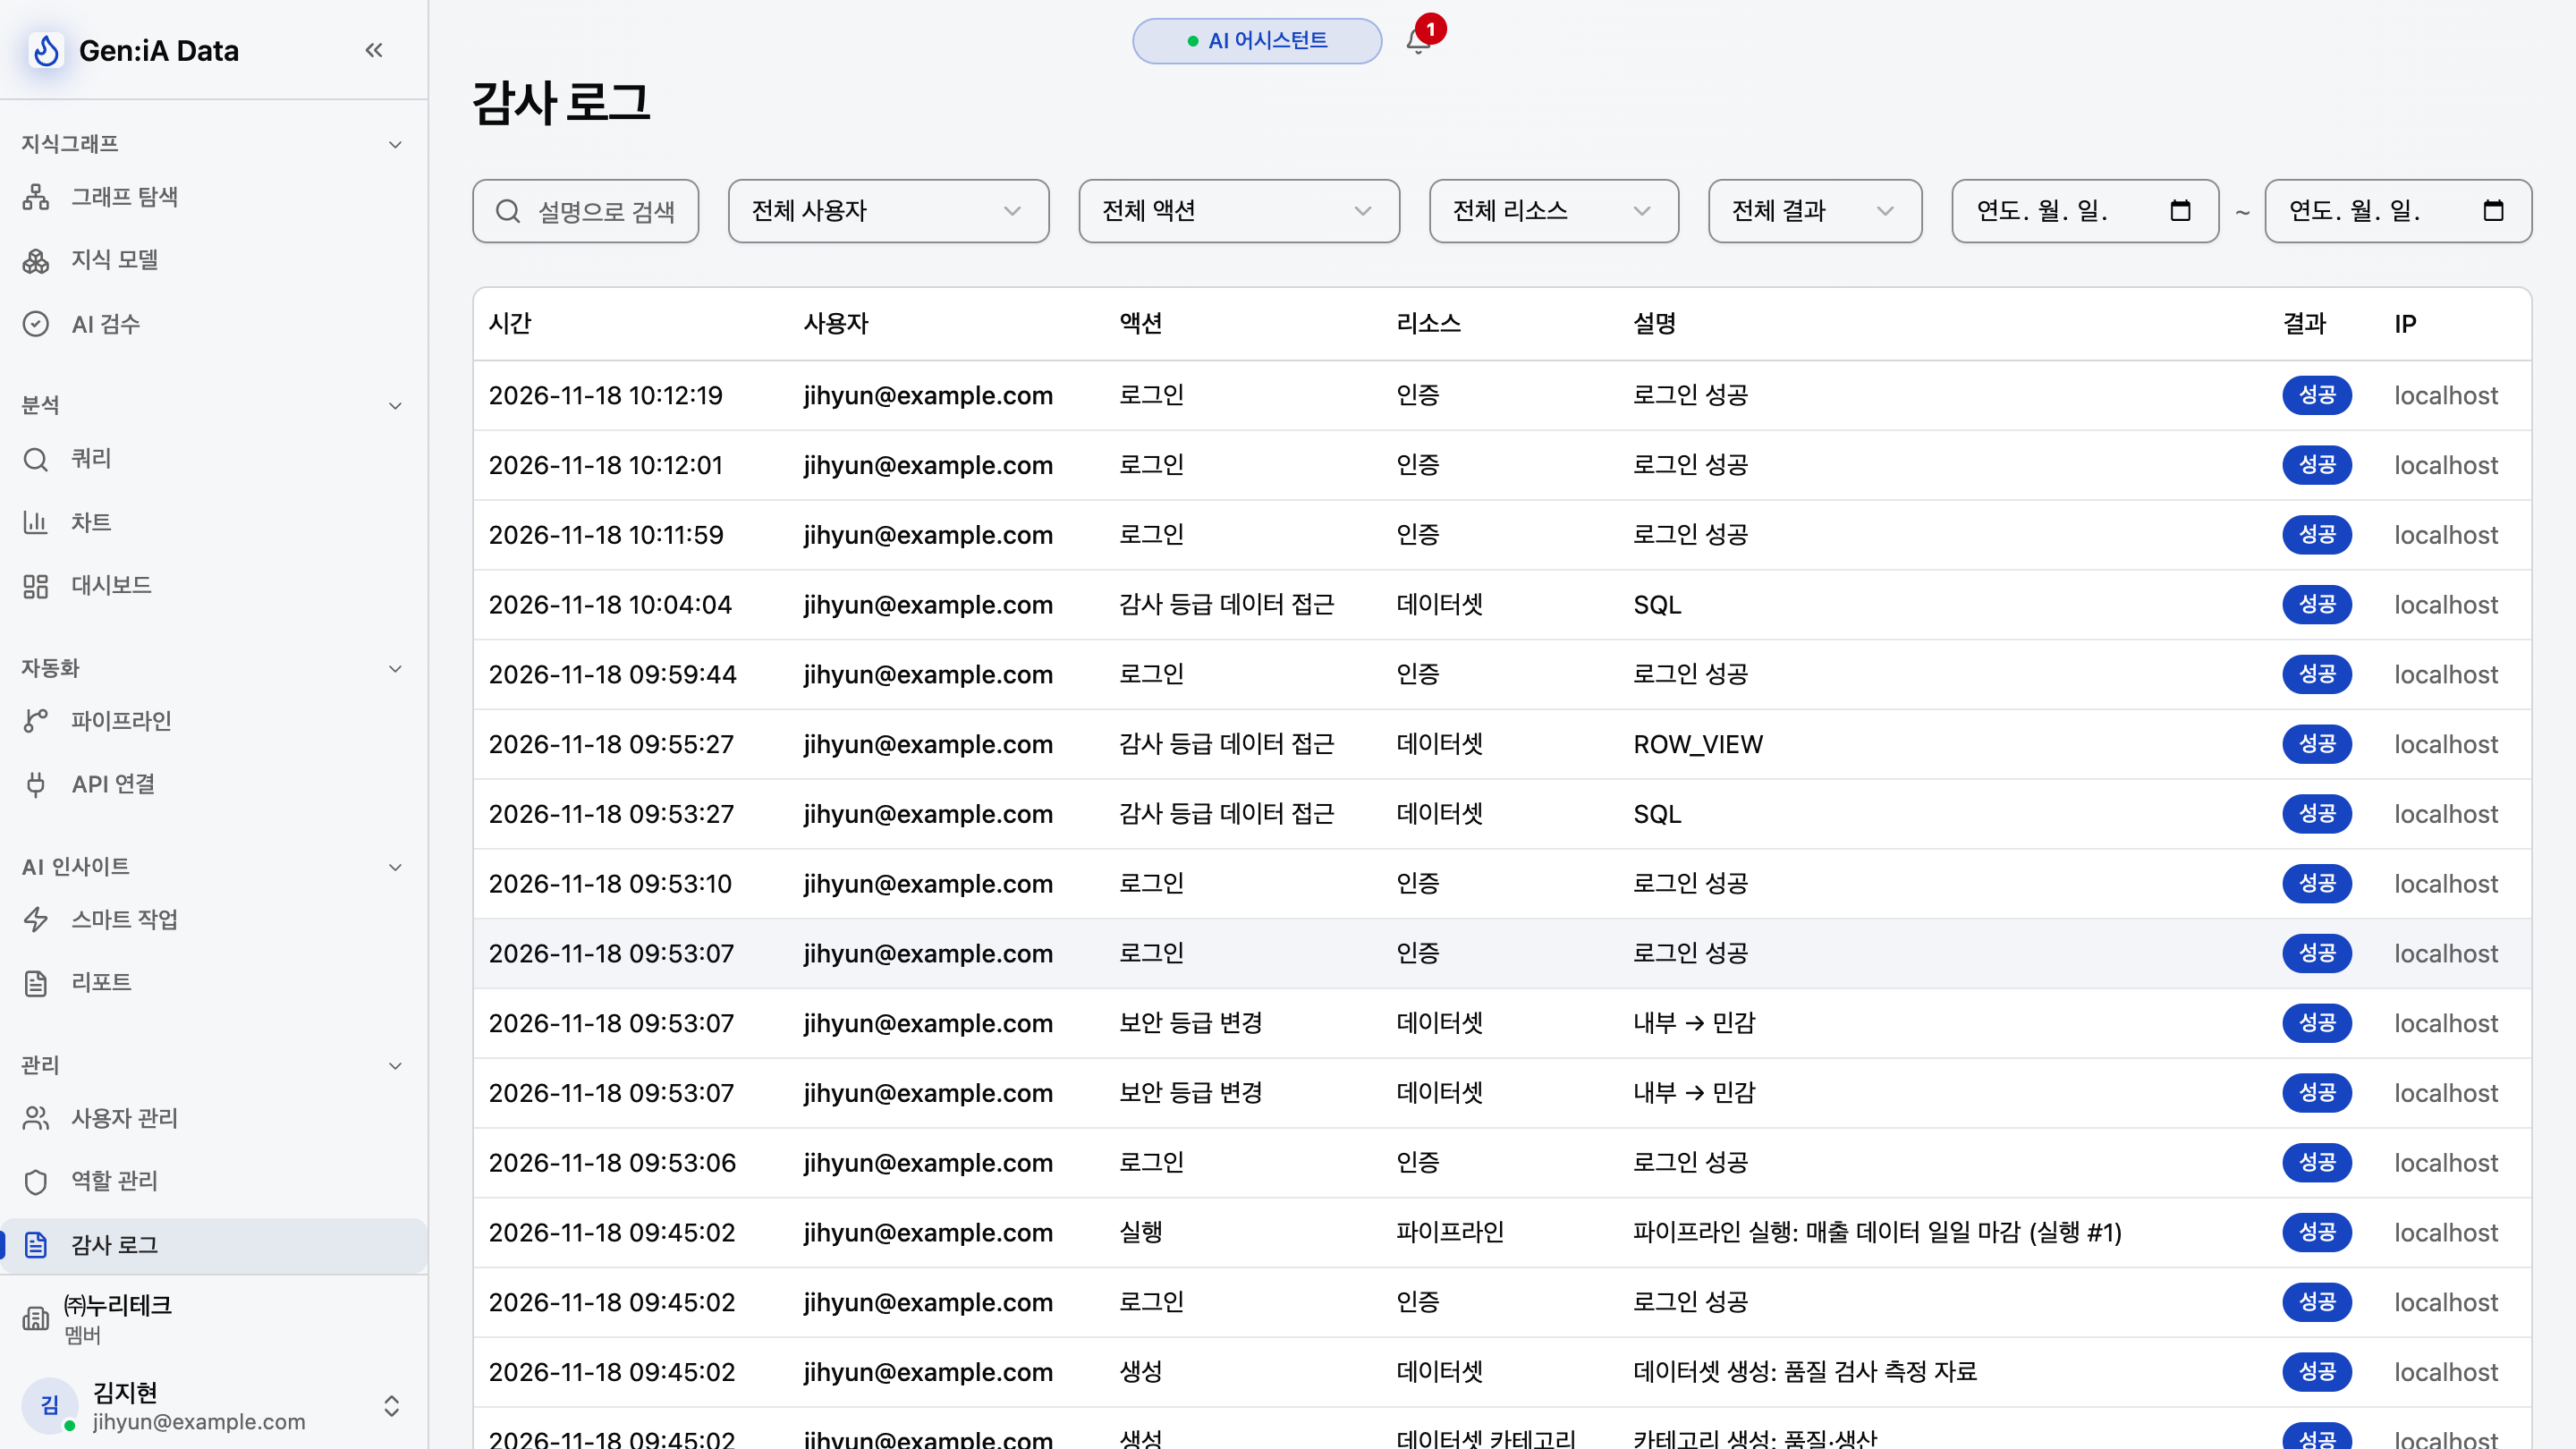 Gen:iA Data
지식그래프
그래프 탐색
지식 모델
AI 검수
분석
쿼리
차트
대시보드
자동화
파이프라인
API 연결
AI 인사이트
스마트 작업
리포트
관리
사용자 관리
역할 관리
감사 로그
㈜누리테크
멤버
김 김지현
jihyun@example.com
AI 어시스턴트 1
감사 로그
설명으로 검색 전체 사용자 전체 액션 전체 리소스 전체 결과 연도. 월. 일. ~ 연도. 월. 일.
시간 사용자 액션 리소스 설명 결과 IP
2026-11-18 10:12:19 jihyun@example.com 로그인 인증 로그인 성공 성공 localhost
2026-11-18 10:12:01 jihyun@example.com 로그인 인증 로그인 성공 성공 localhost
2026-11-18 10:11:59 jihyun@example.com 로그인 인증 로그인 성공 성공 localhost
2026-11-18 10:04:04 jihyun@example.com 감사 등급 데이터 접근 데이터셋 SQL 성공 localhost
2026-11-18 09:59:44 jihyun@example.com 로그인 인증 로그인 성공 성공 localhost
2026-11-18 09:55:27 jihyun@example.com 감사 등급 데이터 접근 데이터셋 ROW_VIEW 성공 localhost
2026-11-18 09:53:27 jihyun@example.com 감사 등급 데이터 접근 데이터셋 SQL 성공 localhost
2026-11-18 09:53:10 jihyun@example.com 로그인 인증 로그인 성공 성공 localhost
2026-11-18 09:53:07 jihyun@example.com 로그인 인증 로그인 성공 성공 localhost
2026-11-18 09:53:07 jihyun@example.com 보안 등급 변경 데이터셋 내부 → 민감 성공 localhost
2026-11-18 09:53:07 jihyun@example.com 보안 등급 변경 데이터셋 내부 → 민감 성공 localhost
2026-11-18 09:53:06 jihyun@example.com 로그인 인증 로그인 성공 성공 localhost
2026-11-18 09:45:02 jihyun@example.com 실행 파이프라인 파이프라인 실행: 매출 데이터 일일 마감 (실행 #1) 성공 localhost
2026-11-18 09:45:02 jihyun@example.com 로그인 인증 로그인 성공 성공 localhost
2026-11-18 09:45:02 jihyun@example.com 생성 데이터셋 데이터셋 생성: 품질 검사 측정 자료 성공 localhost
2026-11-18 09:45:02 jihyun@example.com 생성 데이터셋 카테고리 카테고리 생성: 품질·생산 성공 localhost